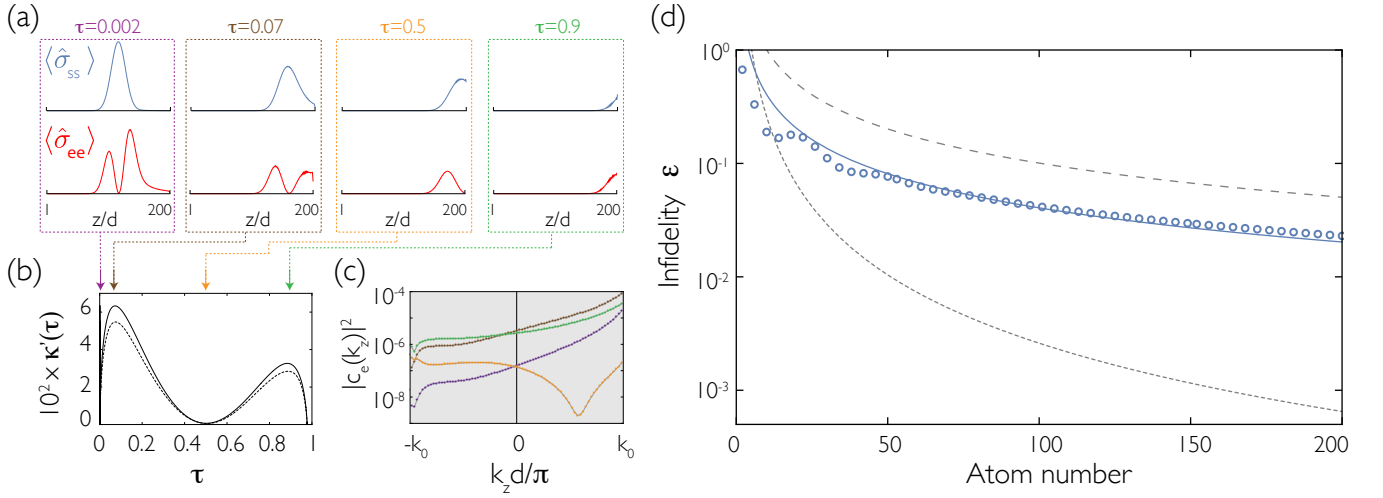 (a)
τ=0.002 τ=0.07 τ=0.5 τ=0.9
⟨σ̂ss⟩
⟨σ̂ee⟩
1 200 1 200 1 200 1 200
z/d z/d z/d z/d
(b)
10² × κ'(τ)
6
4
2
0
0 0.2 0.4 0.6 0.8 1
τ
(c)
|c_e(k_z)|²
10⁻⁴
10⁻⁶
10⁻⁸
-k₀ 0 k₀
k_z d/π
(d)
Infidelity ε
10⁰
10⁻¹
10⁻²
10⁻³
0 50 100 150 200
Atom number